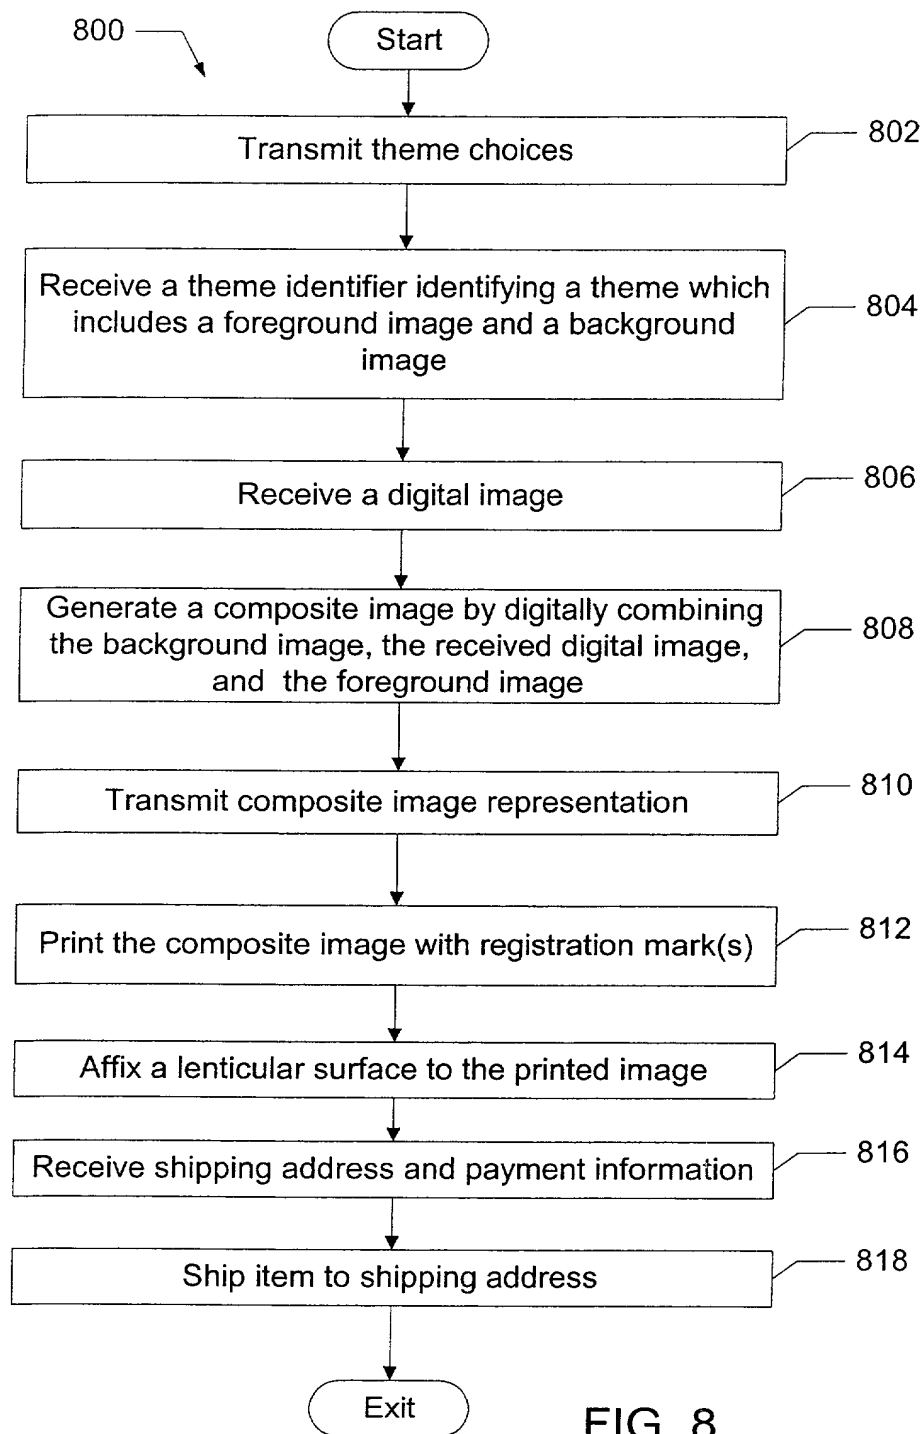 800
Start
Transmit theme choices
802
Receive a theme identifier identifying a theme which
includes a foreground image and a background
image
804
Receive a digital image
806
Generate a composite image by digitally combining
the background image, the received digital image,
and the foreground image
808
Transmit composite image representation
810
Print the composite image with registration mark(s)
812
Affix a lenticular surface to the printed image
814
Receive shipping address and payment information
816
Ship item to shipping address
818
Exit
FIG. 8